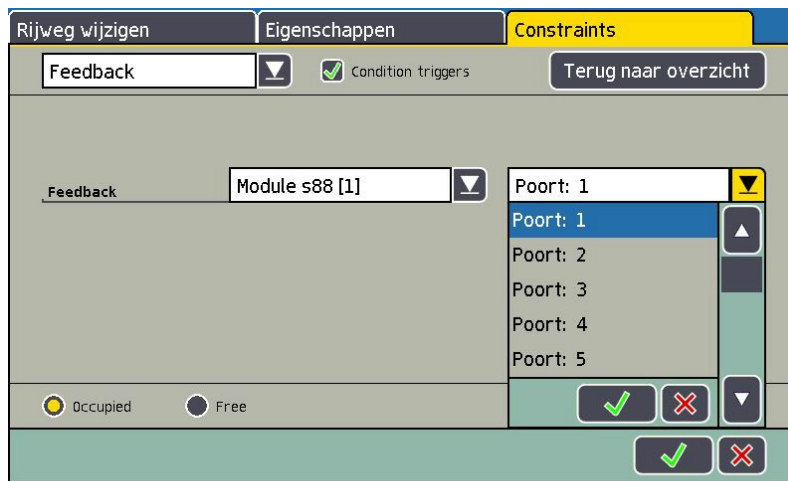 Rijweg wijzigen Eigenschappen Constraints
Feedback Condition triggers Terug naar overzicht
Feedback Module s88 [1] Poort: 1
Poort: 1
Poort: 2
Poort: 3
Poort: 4
Poort: 5
Occupied Free